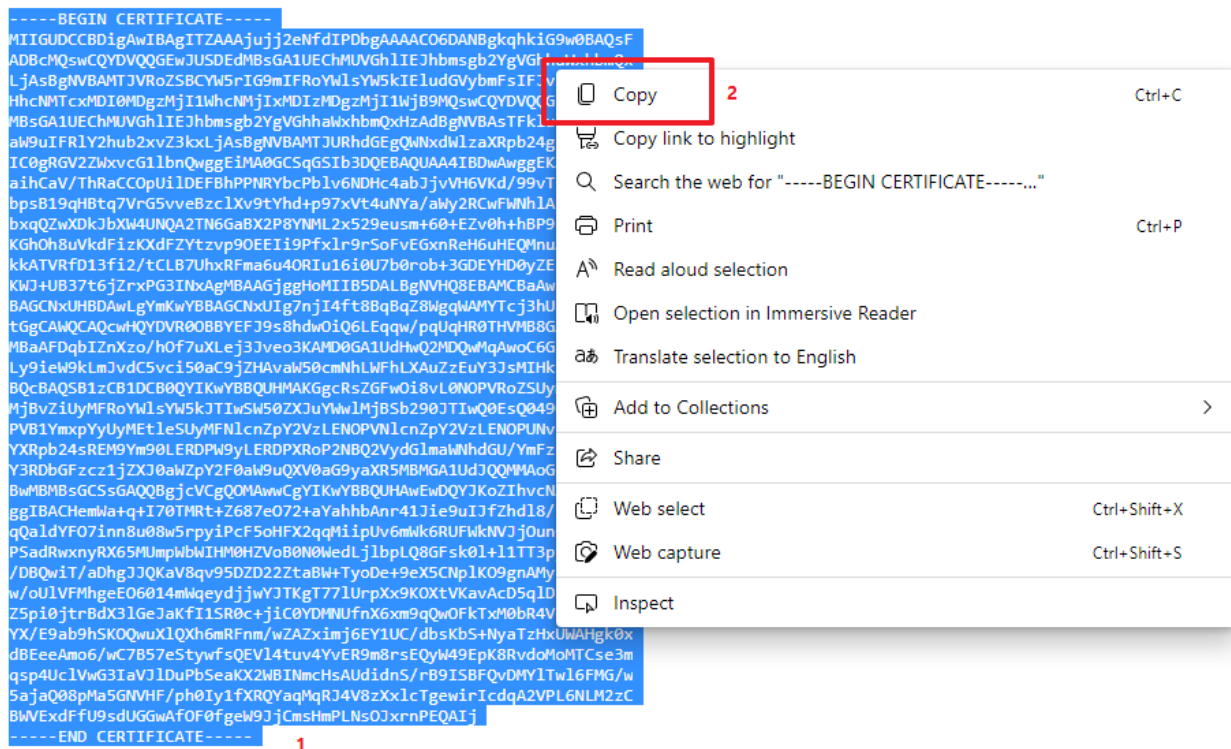 -----BEGIN CERTIFICATE-----
MIIGUDCCBDigAwIBAgITZAAAjujj2eNfdIPDbgAAAACO6DANBgkqhkiG9w0BAQsF
ADBcMQswCQYDVQQGEwJUSDEdMBsGA1UEChMUVGhlIEJhbmsgb2YgVGhhaWxhbmQx
LjAsBgNVBAMTJVRoZSBCYW5rIG9mIFRoYWlsYW5kIEludGVybmFsIFJv
HhcNMTcxMDI0MDgzMjI1WhcNMjIxMDIzMDgzMjI1WjB9MQswCQYDVQQG
MBsGA1UEChMUVGhlIEJhbmsgb2YgVGhhaWxhbmQxHzAdBgNVBAsTFkl
aW9uIFRlY2hub2xvZ3kxLjAsBgNVBAMTJURhdGEgQWNxdWlzaXRpb24g
IC0gRGV2ZWxvcG1lbnQwggEiMA0GCSqGSIb3DQEBAQUAA4IBDwAwggEK
aihCaV/ThRaCCOpUilDEFBhPPNRYbcPblv6NDHc4abJjvVH6VKd/99vT
bpsB19qHBtq7VrG5vveBzclXv9tYhd+p97xVt4uNYa/aWy2RCwFWNhlA
bxqQZwXDkJbXW4UNQA2TN6GaBX2P8YNML2x529eusm+60+EZv0h+hBP9
KGhOh8uVkdFizKXdFZYtzvp9OEEIi9Pfxlr9rSoFvEGxnReH6uHEQMnu
kkATVRfD13fi2/tCLB7UhxRFma6u4ORIu16i0U7b0rob+3GDEYHD0yZE
KWJ+UB37t6jZrxPG3INxAgMBAAGjggHoMIIB5DALBgNVHQ8EBAMCBaAw
BAGCNxUHBDAwLgYmKwYBBAGCNxUIg7njI4ft8BqBqZ8WgqWAMYTcj3hU
tGgCAWQCAQcwHQYDVR0OBBYEFJ9s8hdwOiQ6LEqqw/pqUqHR0THVMB8G
MBaAFDqbIZnXzo/hOf7uXLej3Jveo3KAMD0GA1UdHwQ2MDQwMqAwoC6G
Ly9ieW9kLmJvdC5vci50aC9jZHAvaW50cmNhLWFhLXAuZzEuY3JsMIHk
BQcBAQSB1zCB1DCB0QYIKwYBBQUHMAKGgcRsZGFwOi8vL0NOPVRoZSUy
MjBvZiUyMFRoYWlsYW5kJTIwSW50ZXJuYWwlMjBSb290JTIwQ0EsQ049
PVB1YmxpYyUyMEtleSUyMFNlcnZpY2VzLENOPVNlcnZpY2VzLENOPUNv
YXRpb24sREM9Ym90LERDPW9yLERDPXRoP2NBQ2VydGlmaWNhdGU/YmFz
Y3RDbGFzcz1jZXJ0aWZpY2F0aW9uQXV0aG9yaXR5MBMGA1UdJQQMMAoG
BwMBMBsGCSsGAQQBgjcVCgQOMAwwCgYIKwYBBQUHAwEwDQYJKoZIhvcN
ggIBACHemWa+q+I70TMRt+Z687eO72+aYahhbAnr41Jie9uIJfZhdl8/
qQaldYFO7inn8u08w5rpyiPcF5oHFX2qqMiipUv6mWk6RUFWkNVJjOun
PSadRwxnyRX65MUmpWbWIHM0HZVoB0N0WedLjlbpLQ8GFsk0l+l1TT3p
/DBQwiT/aDhgJJQKaV8qv95DZD22ZtaBW+TyoDe+9eX5CNplKO9gnAMy
w/oUlVFMhgeEO6014mWqeydjjwYJTKgT77lUrpXx9KOXtVKavAcD5qlD
Z5pi0jtrBdX3lGeJaKfI1SR0c+jiC0YDMNUfnX6xm9qQwOFkTxM0bR4V
YX/E9ab9hSKOQwuXlQXh6mRFnm/wZAZximj6EY1UC/dbsKbS+NyaTzHxUWAHgk0x
dBEeeAmo6/wC7B57eStywfsQEVl4tuv4YvER9m8rsEQyW49EpK8RvdoMoMTCse3m
qsp4UclVwG3IaVJlDuPbSeaKX2WBINmcHsAUdidnS/rB9ISBFQvDMYlTwl6FMG/w
5ajaQ08pMa5GNVHF/ph0Iy1fXRQYaqMqRJ4V8zXxlcTgewirIcdqA2VPL6NLM2zC
BWVExdFfU9sdUGGwAfOF0fgeW9JjCmsHmPLNsOJxrnPEQAIj
-----END CERTIFICATE-----
1
Copy Ctrl+C
2
Copy link to highlight
Search the web for "-----BEGIN CERTIFICATE-----..."
Print Ctrl+P
Read aloud selection
Open selection in Immersive Reader
Translate selection to English
Add to Collections
Share
Web select Ctrl+Shift+X
Web capture Ctrl+Shift+S
Inspect